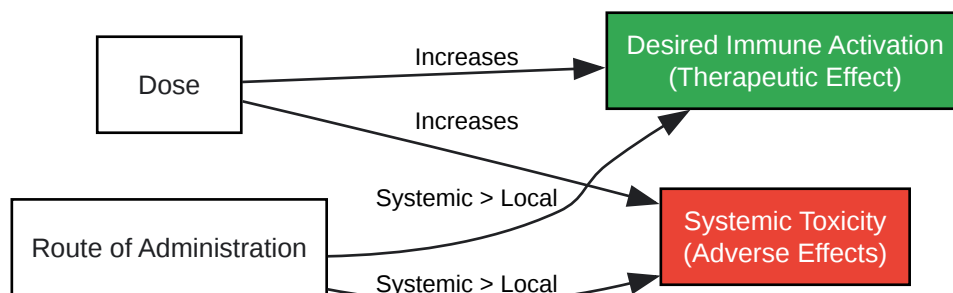 Desired Immune Activation
(Therapeutic Effect)
Increases
Dose
Increases
Systemic > Local
Systemic Toxicity
(Adverse Effects)
Route of Administration
Systemic > Local